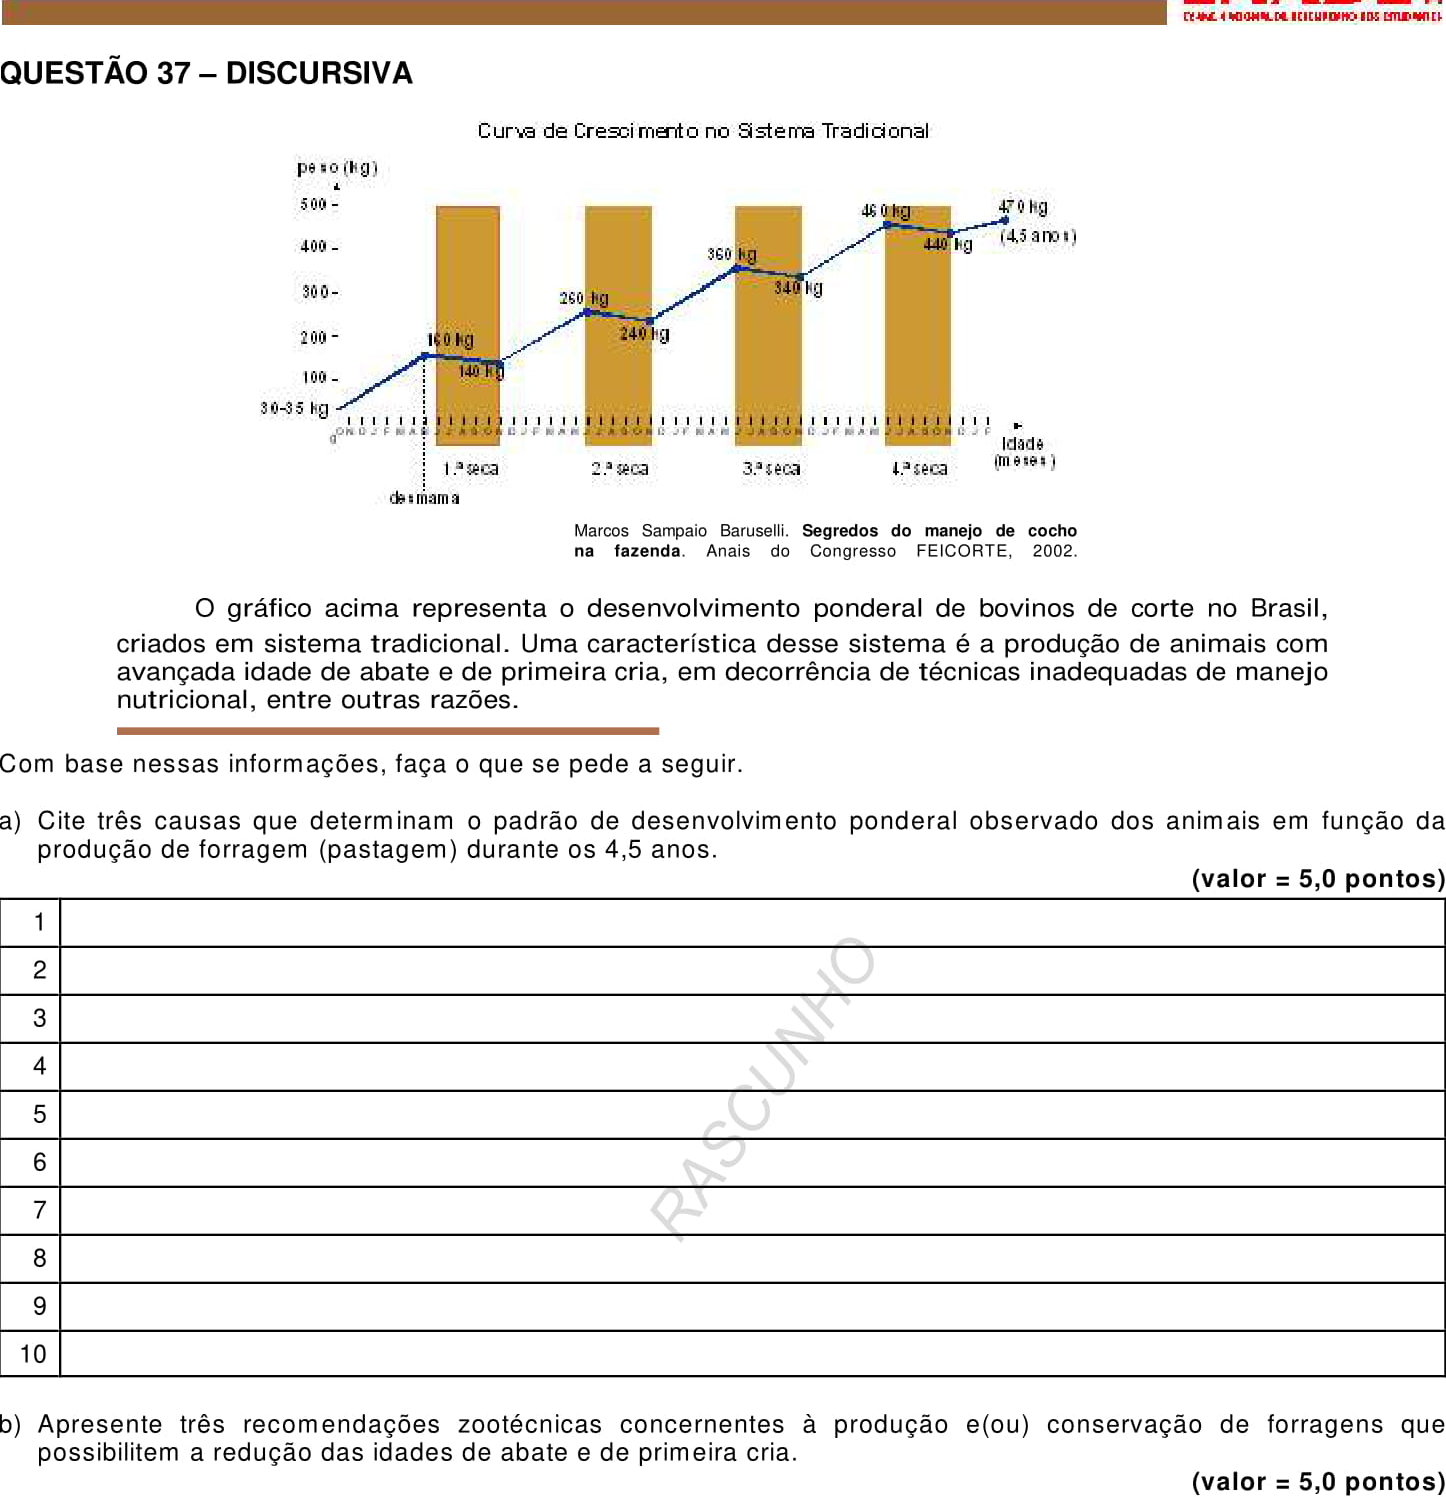 QUESTÃO 37 – DISCURSIVA
Curva de Crescimento no Sistema Tradicional
peso (kg)
500
400
300
200
100
30-35 kg
160 kg
140 kg
260 kg
240 kg
360 kg
340 kg
460 kg
440 kg
470 kg
(4,5 anos)
idade
(meses)
1.ª seca
2.ª seca
3.ª seca
4.ª seca
desmama
Marcos Sampaio Baruselli. Segredos do manejo de cocho
na fazenda. Anais do Congresso FEICORTE, 2002.
O gráfico acima representa o desenvolvimento ponderal de bovinos de corte no Brasil,
criados em sistema tradicional. Uma característica desse sistema é a produção de animais com
avançada idade de abate e de primeira cria, em decorrência de técnicas inadequadas de manejo
nutricional, entre outras razões.
Com base nessas informações, faça o que se pede a seguir.
a) Cite três causas que determinam o padrão de desenvolvimento ponderal observado dos animais em função da
produção de forragem (pastagem) durante os 4,5 anos.
(valor = 5,0 pontos)
1
2
3
4
5
6
7
8
9
10
RASCUNHO
b) Apresente três recomendações zootécnicas concernentes à produção e(ou) conservação de forragens que
possibilitem a redução das idades de abate e de primeira cria.
(valor = 5,0 pontos)